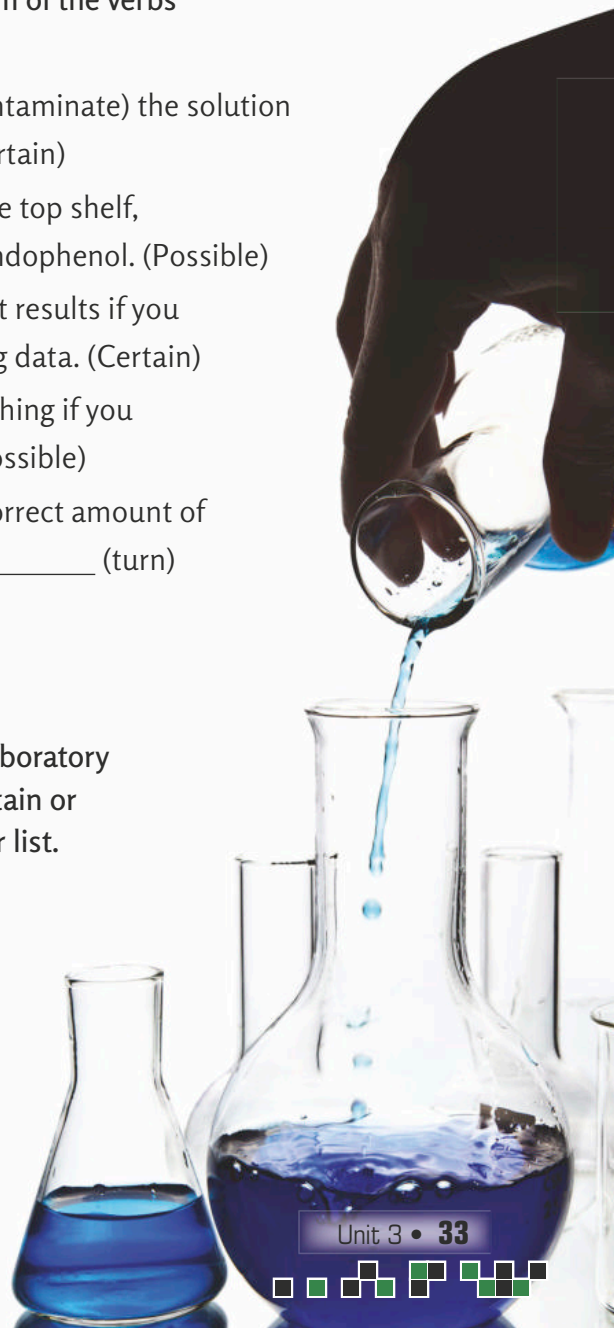 of the verbs
ntaminate) the solution
rtain)
e top shelf,
ndophenol. (Possible)
t results if you
g data. (Certain)
hing if you
ossible)
orrect amount of
________ (turn)
boratory
tain or
r list.
Unit 3 • 33